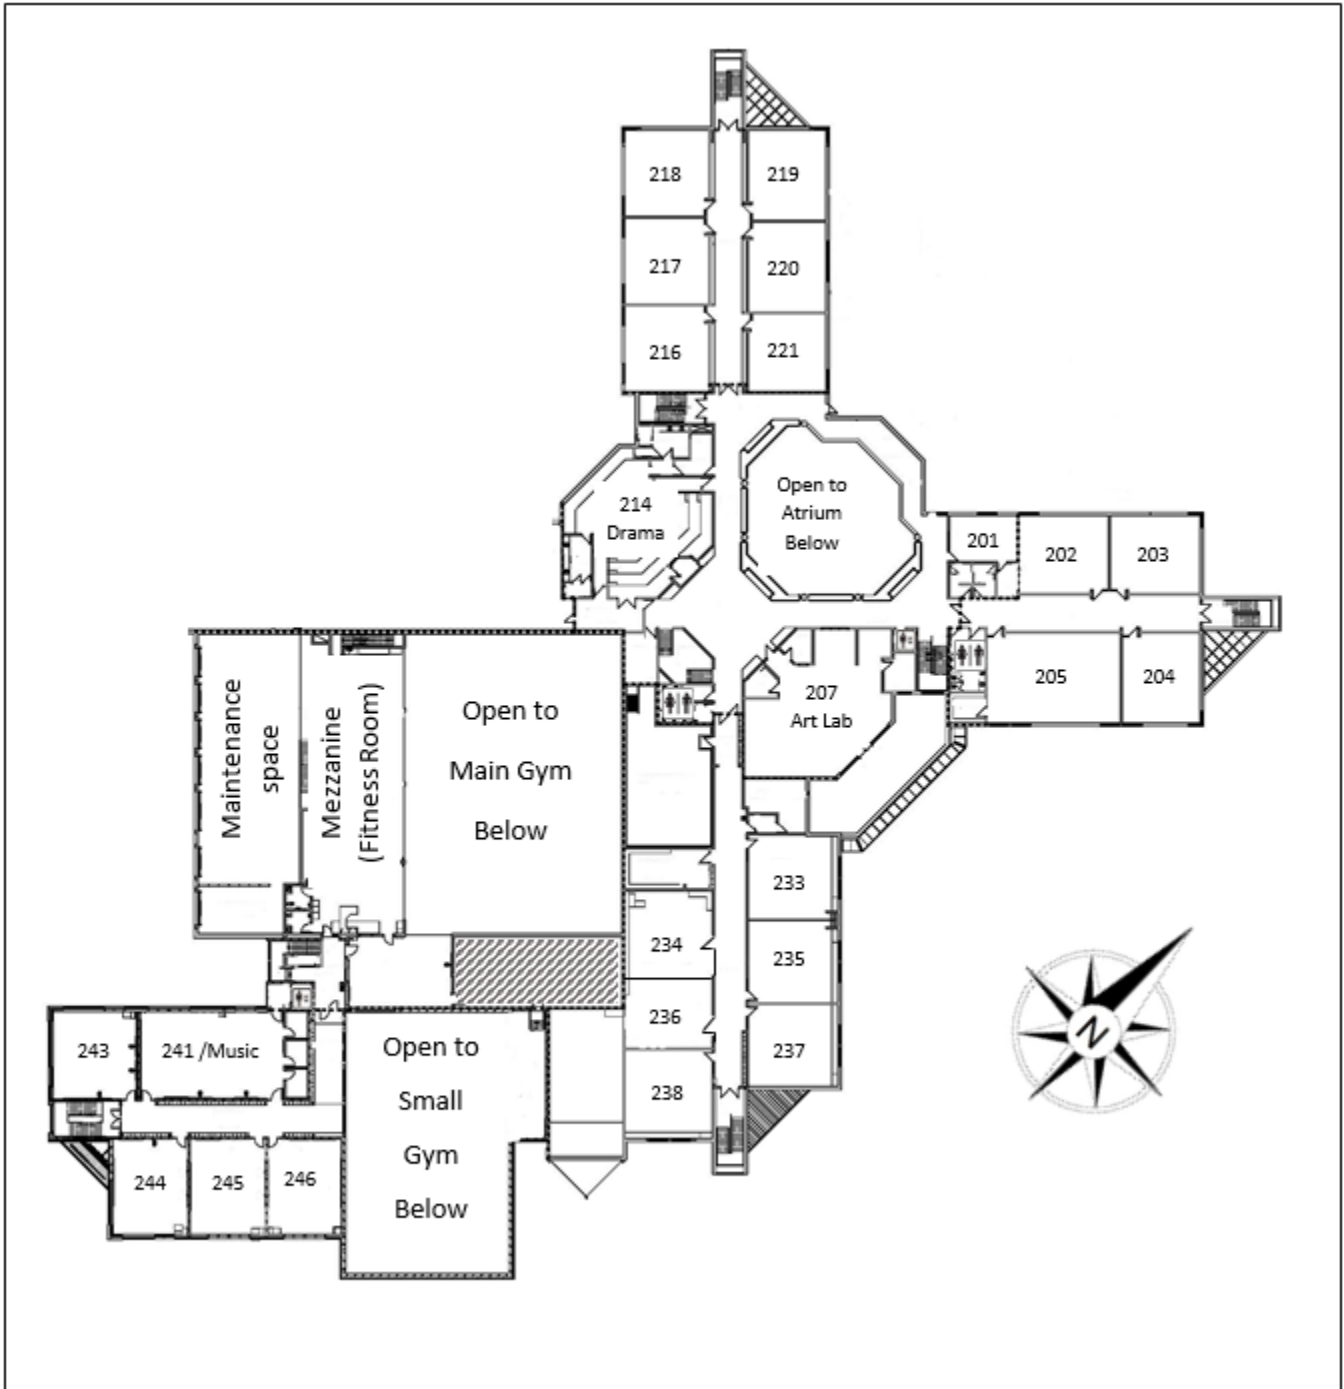 218
219
217
220
216
221
Open to
Atrium
Below
214
Drama
201
202
203
205
204
207
Art Lab
Maintenance
space
Mezzanine
(Fitness Room)
Open to
Main Gym
Below
233
234
235
236
237
238
N
243
241 /Music
Open to
Small
Gym
Below
244
245
246